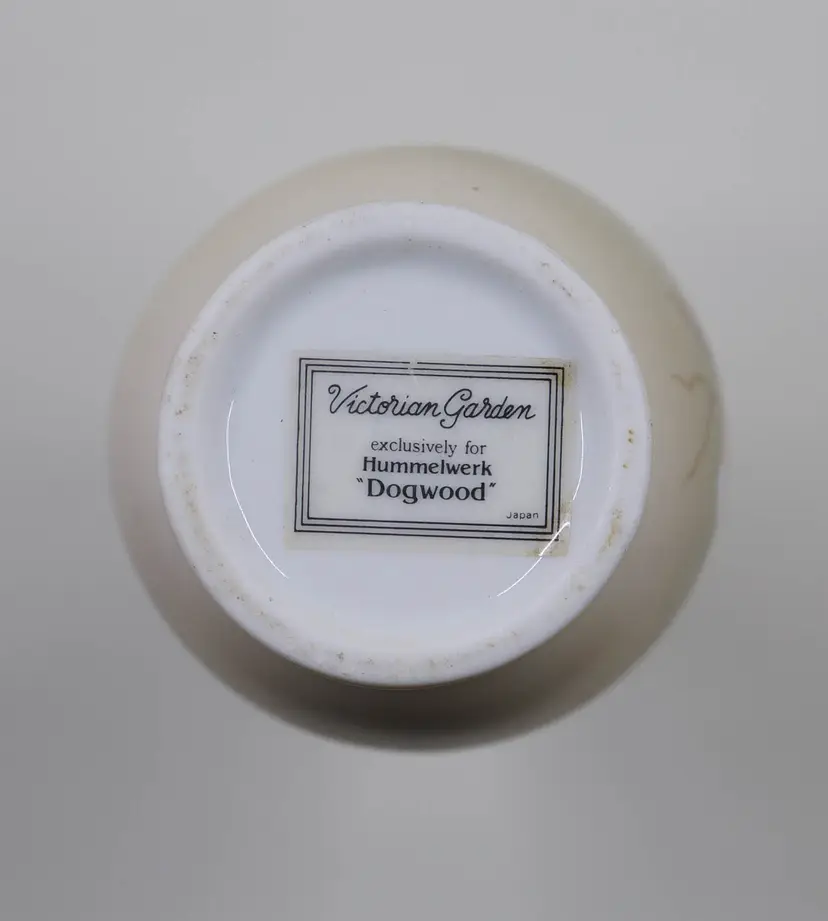 Victorian Garden
exclusively for
Hummelwerk
"Dogwood"
Japan